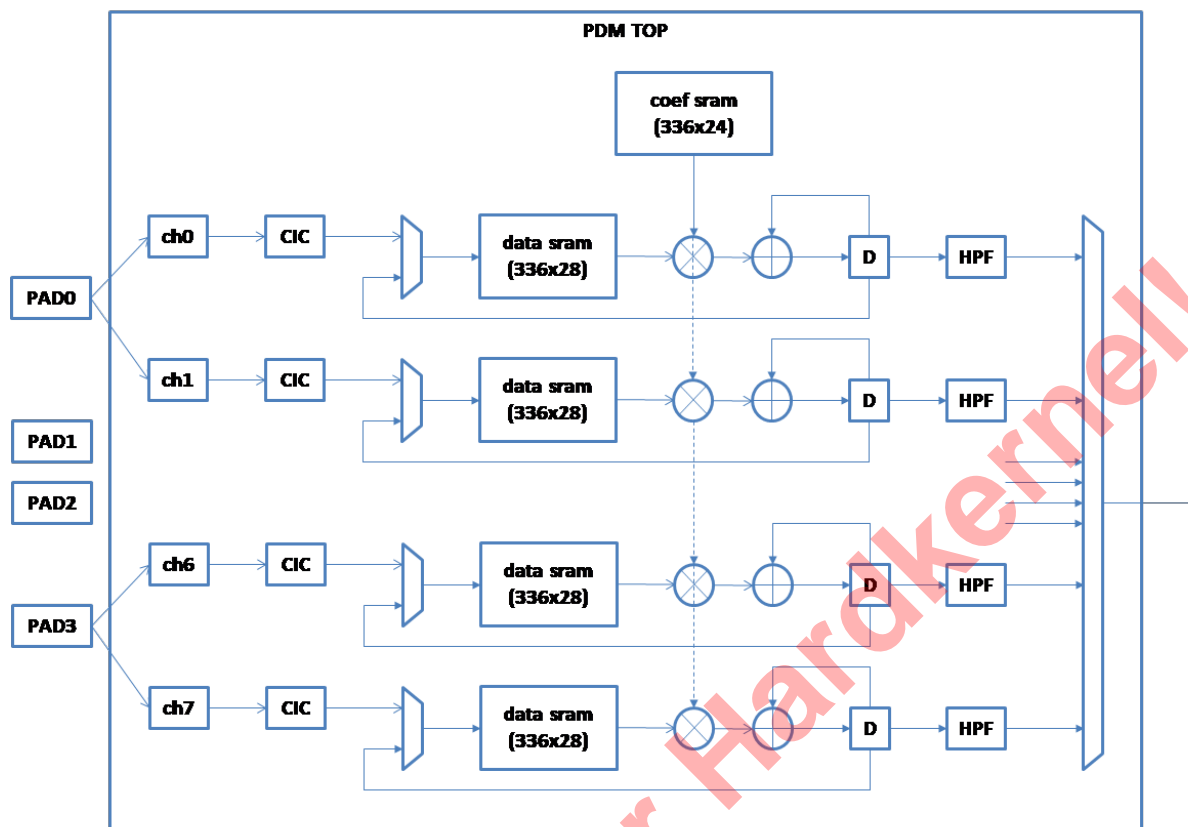 PDM TOP
coef sram
(336x24)
ch0
CIC
data sram
(336x28)
D
HPF
PAD0
ch1
CIC
data sram
(336x28)
D
HPF
PAD1
PAD2
ch6
CIC
data sram
(336x28)
D
HPF
PAD3
ch7
CIC
data sram
(336x28)
D
HPF
r Hardkernel!